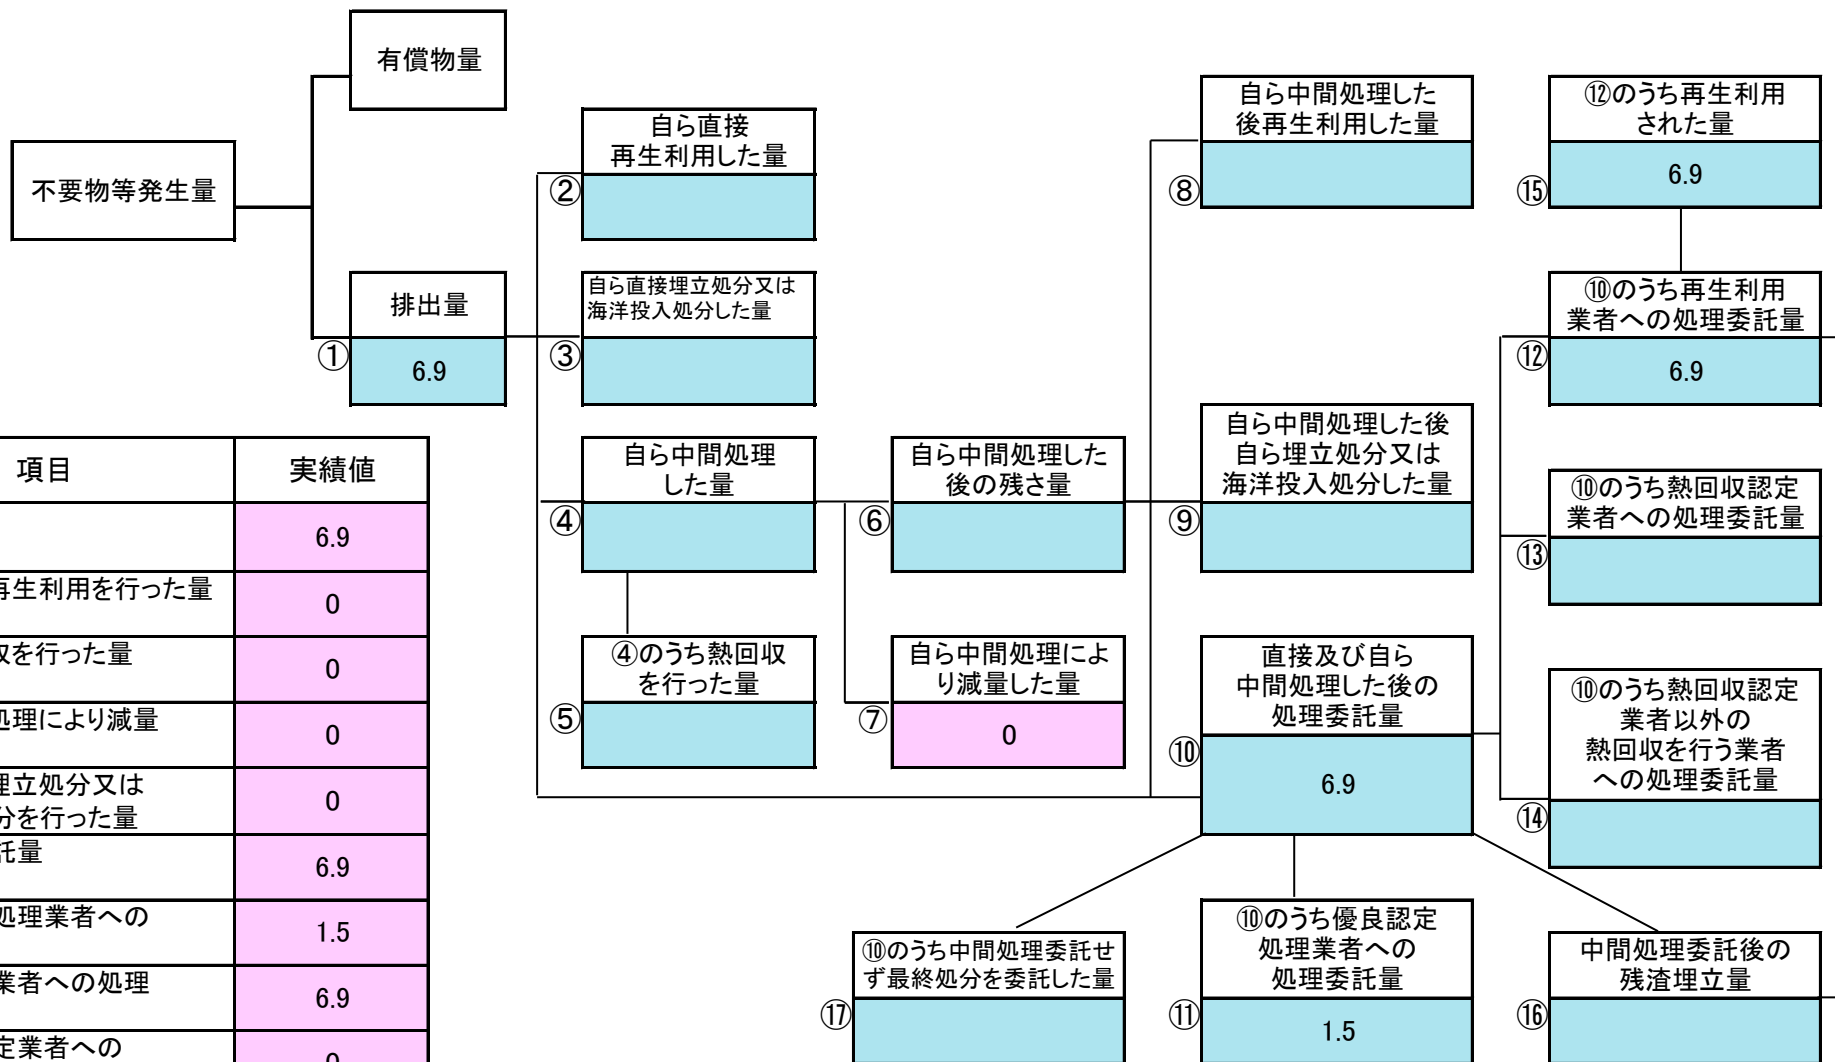 有償物量
不要物等発生量
排出量
①
6.9
自ら直接
再生利用した量
②
自ら直接埋立処分又は
海洋投入処分した量
③
自ら中間処理
した量
④
④のうち熱回収
を行った量
⑤
自ら中間処理した
後の残さ量
⑥
自ら中間処理によ
り減量した量
⑦
0
自ら中間処理した
後再生利用した量
⑧
自ら中間処理した後
自ら埋立処分又は
海洋投入処分した量
⑨
直接及び自ら
中間処理した後の
処理委託量
⑩
6.9
⑩のうち優良認定
処理業者への
処理委託量
⑪
1.5
⑫のうち再生利用
された量
⑮
6.9
⑩のうち再生利用
業者への処理委託量
⑫
6.9
⑩のうち熱回収認定
業者への処理委託量
⑬
⑩のうち熱回収認定
業者以外の
熱回収を行う業者
への処理委託量
⑭
中間処理委託後の
残渣埋立量
⑯
⑩のうち中間処理委託せ
ず最終処分を委託した量
⑰
項目 実績値
6.9
再生利用を行った量 0
を行った量 0
処理により減量 0
埋立処分又は
分を行った量 0
託量 6.9
処理業者への 1.5
業者への処理 6.9
定業者への 0